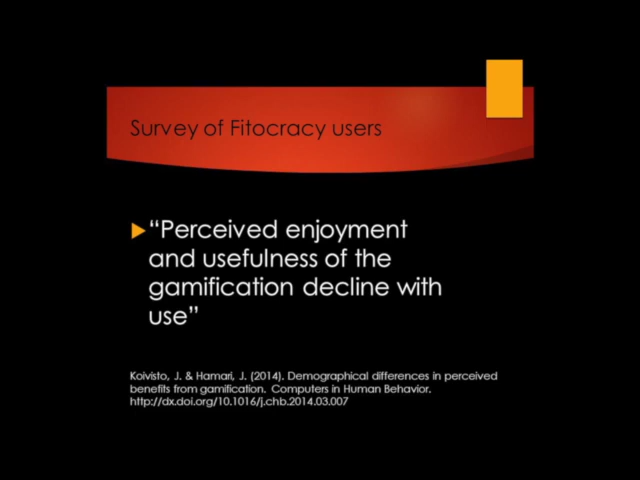 Survey of Fitocracy users
“Perceived enjoyment
and usefulness of the
gamification decline with
use”
Koivisto, J. & Hamari, J. (2014). Demographical differences in perceived
benefits from gamification. Computers in Human Behavior.
http://dx.doi.org/10.1016/j.chb.2014.03.007